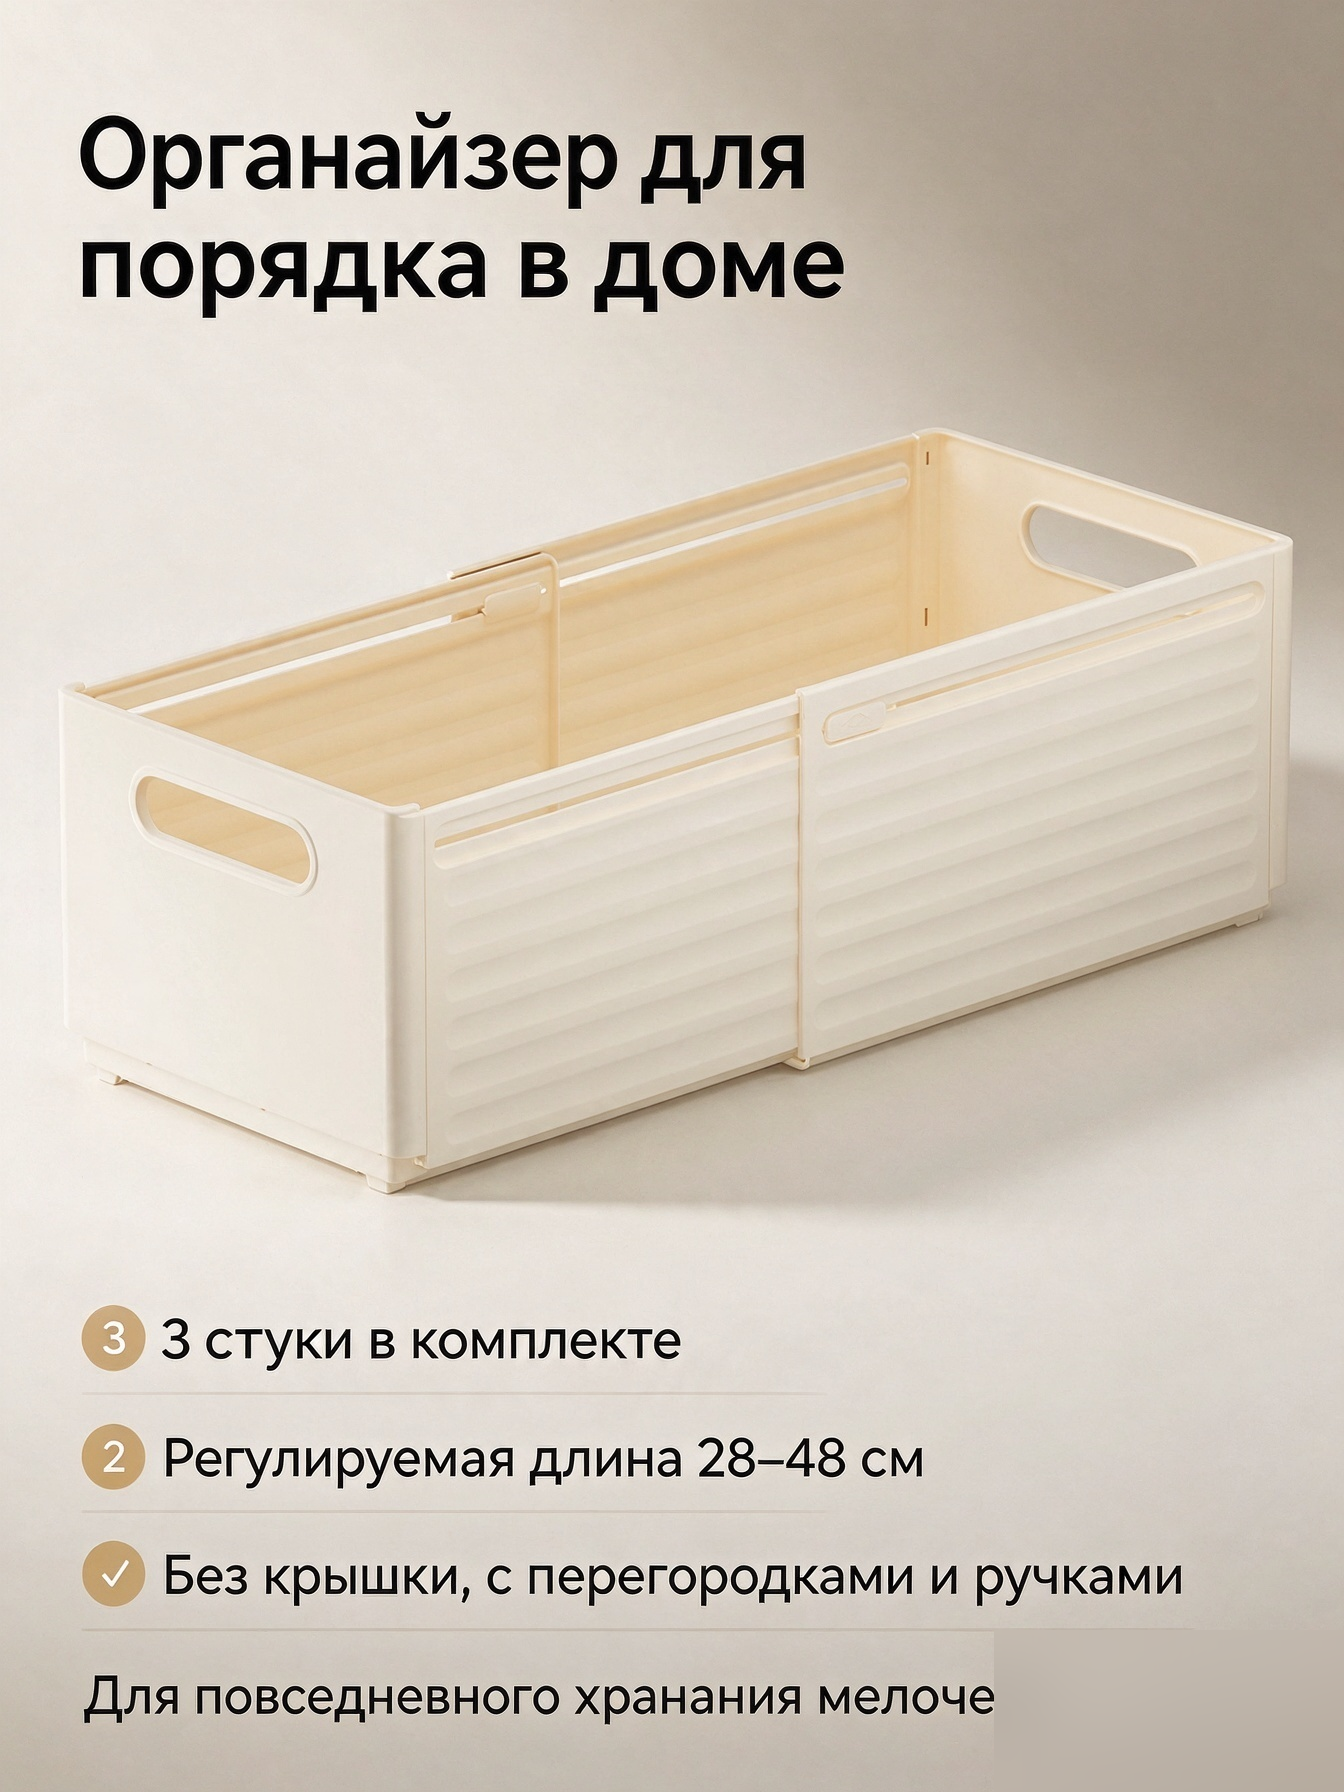 Органайзер для
порядка в доме
3 3 стуки в комплекте
2 Регулируемая длина 28–48 см
Без крышки, с перегородками и ручками
Для повседневного хранания мелоче